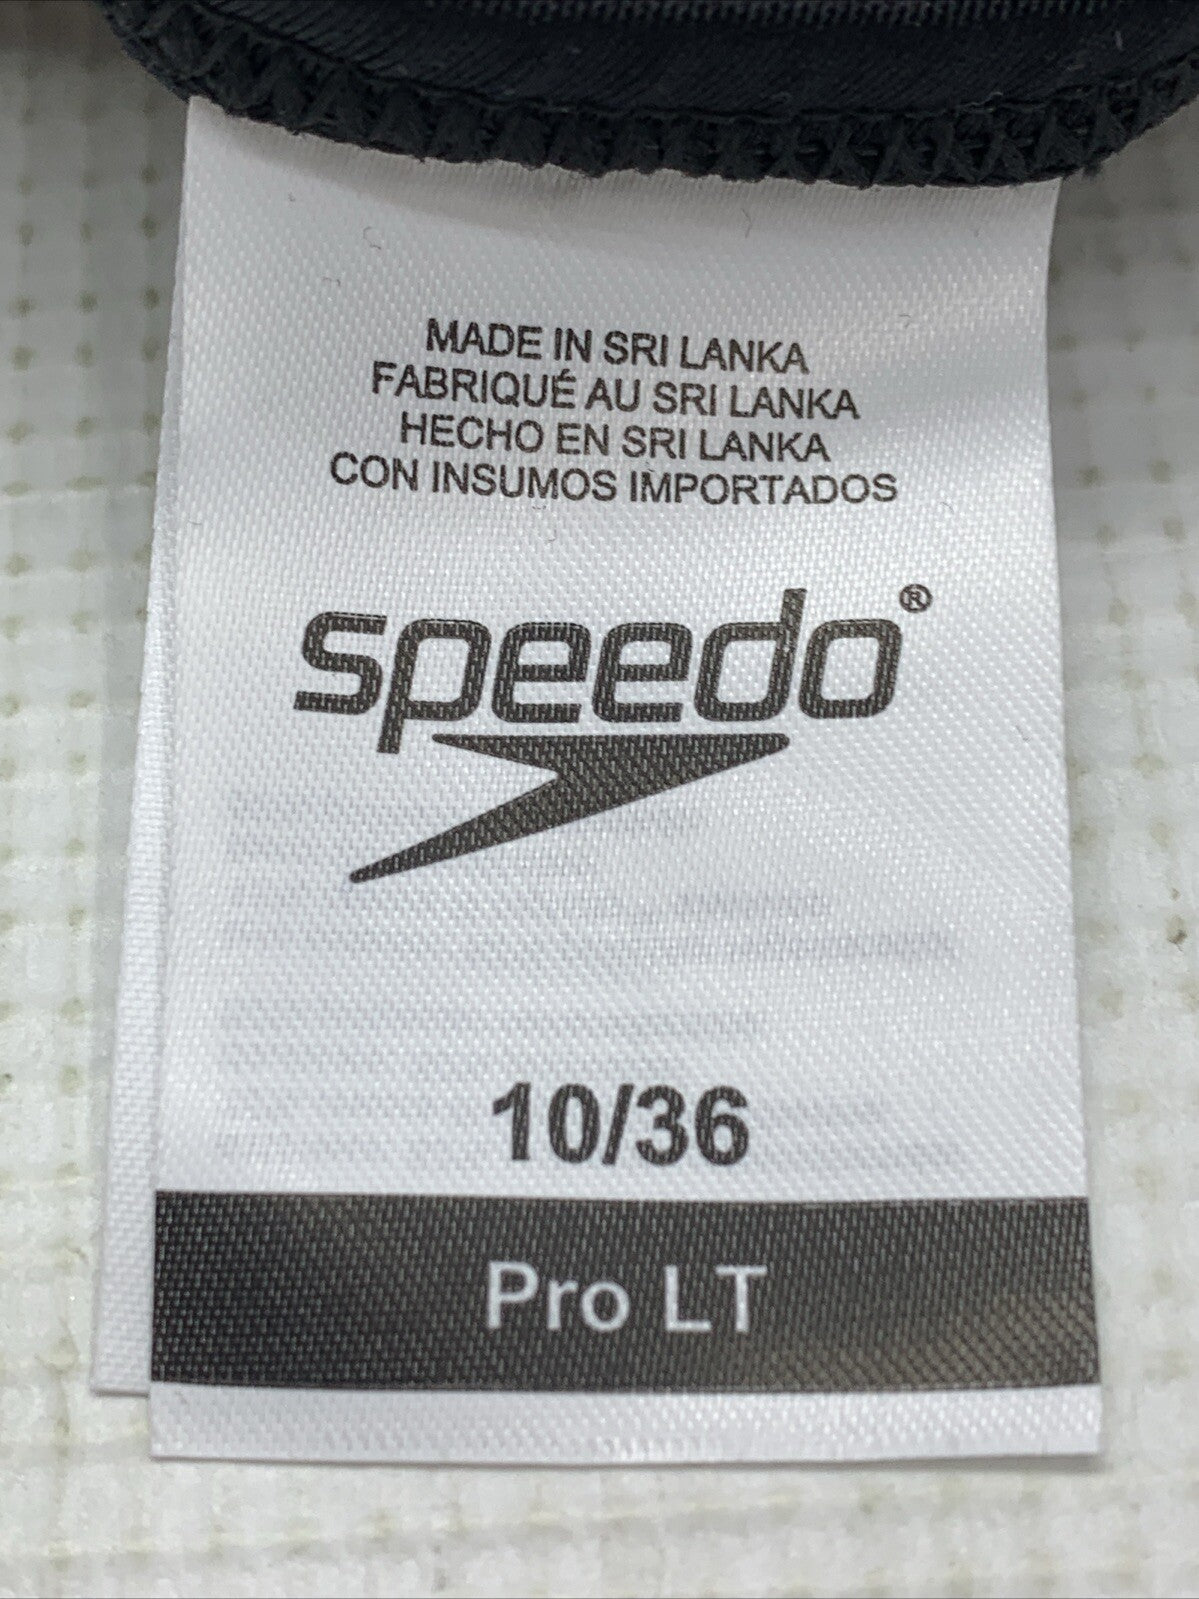 MADE IN SRI LANKA
FABRIQUÉ AU SRI LANKA
HECHO EN SRI LANKA
CON INSUMOS IMPORTADOS
speedo®
10/36
Pro LT